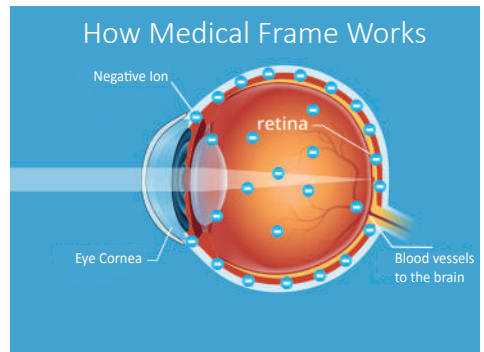 How Medical Frame Works
Negative Ion
retina
Eye Cornea
Blood vessels
to the brain